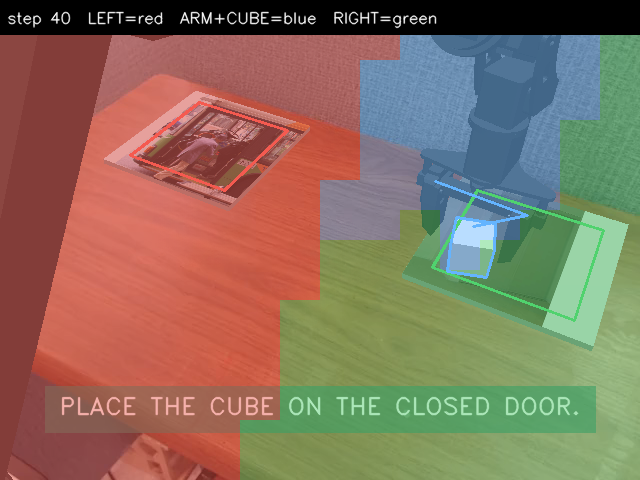 step 40 LEFT=red ARM+CUBE=blue RIGHT=green
PLACE THE CUBE ON THE CLOSED DOOR.